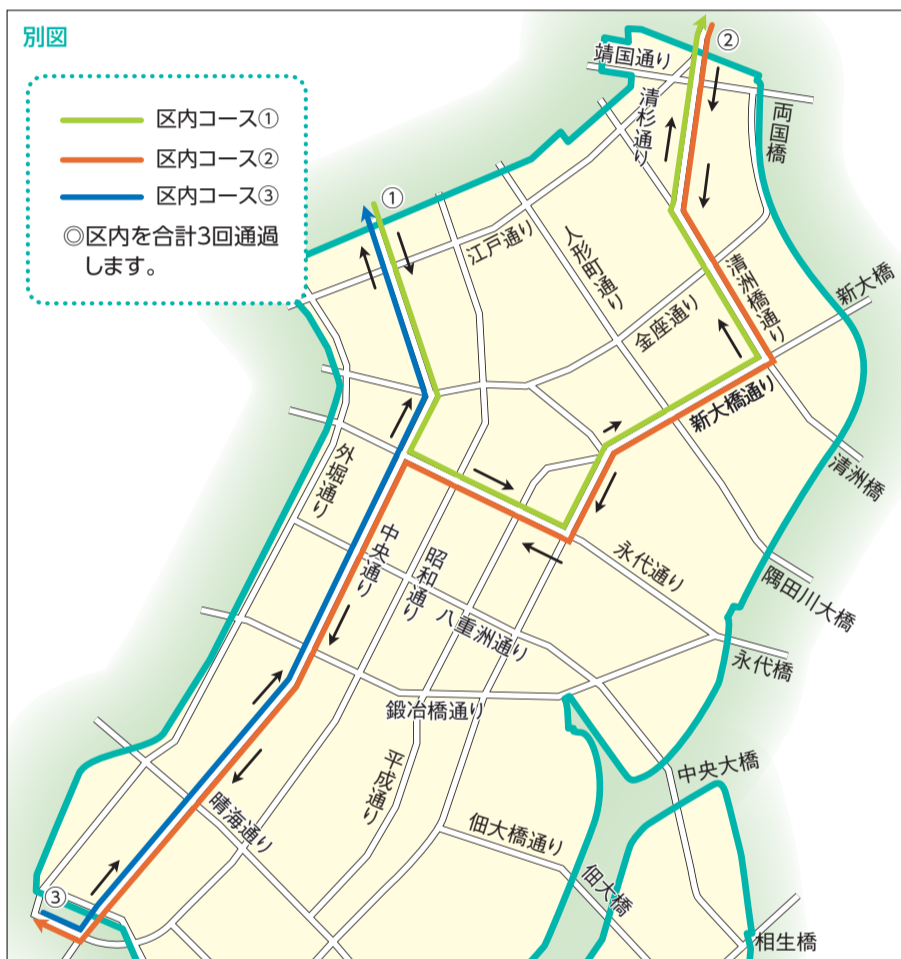 別図
区内コース①
区内コース②
区内コース③
◎区内を合計3回通過
します。
②
靖国通り
清杉通り
両国橋
①
江戸通り
人形町通り
金座通り
清洲橋通り
新大橋
新大橋通り
清洲橋
外堀通り
中央通り
昭和通り
八重洲通り
永代通り
隅田川大橋
永代橋
鍛冶橋通り
平成通り
中央大橋
晴海通り
佃大橋通り
佃大橋
③
相生橋